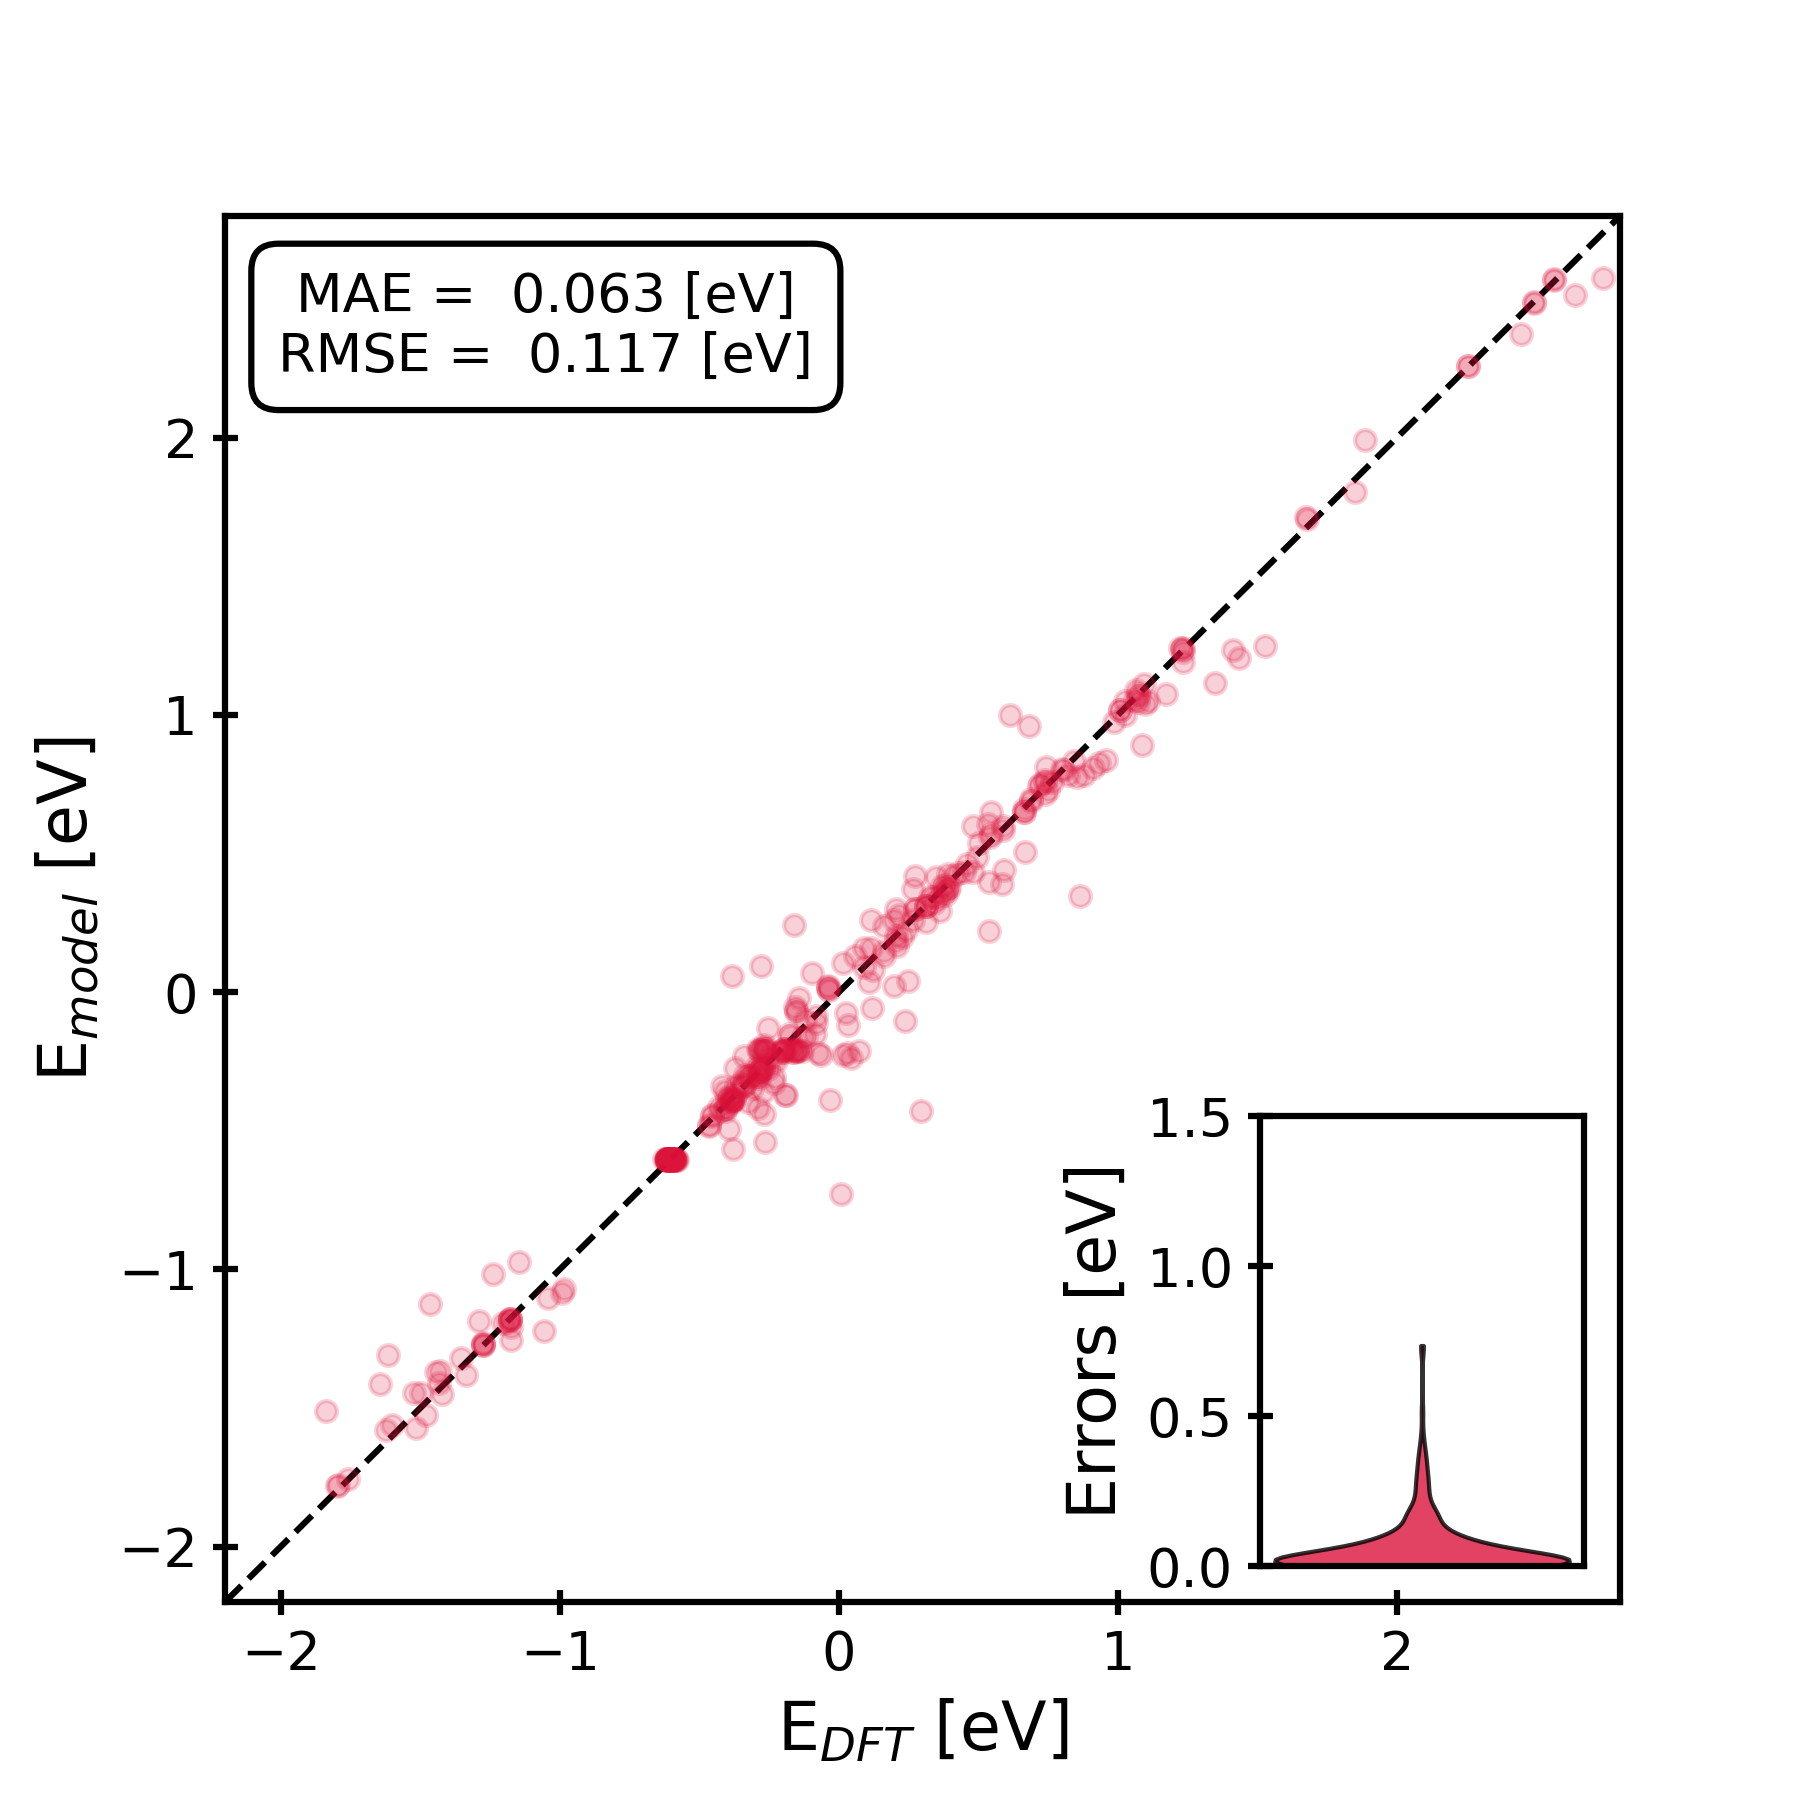 MAE = 0.063 [eV]
RMSE = 0.117 [eV]
E_model [eV]
2
1
0
−1
−2
−2
−1
0
1
2
E_DFT [eV]
Errors [eV]
1.5
1.0
0.5
0.0